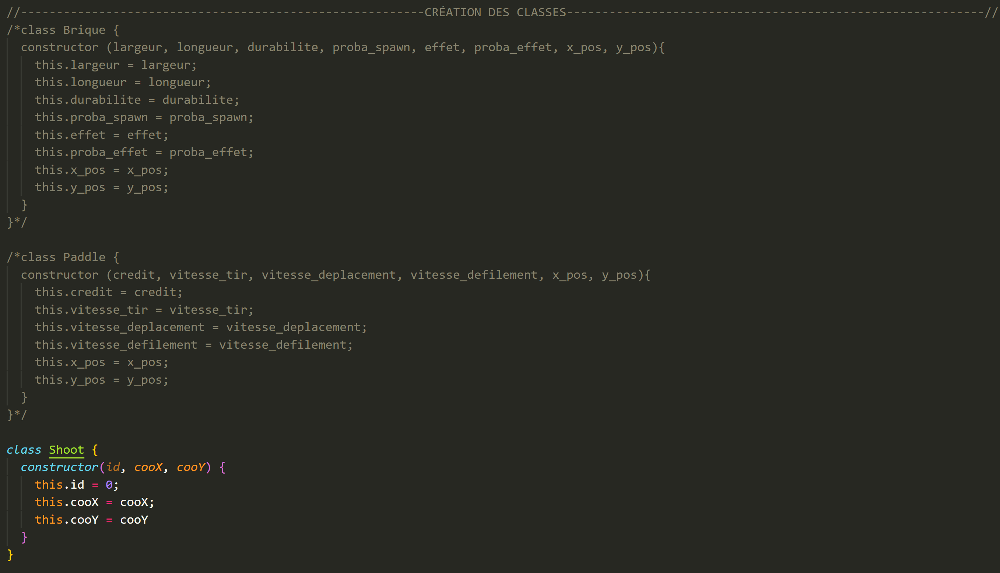 //---------------------------------------------------------CRÉATION DES CLASSES-----------------------------------------------------------//
/*class Brique {
  constructor (largeur, longueur, durabilite, proba_spawn, effet, proba_effet, x_pos, y_pos){
    this.largeur = largeur;
    this.longueur = longueur;
    this.durabilite = durabilite;
    this.proba_spawn = proba_spawn;
    this.effet = effet;
    this.proba_effet = proba_effet;
    this.x_pos = x_pos;
    this.y_pos = y_pos;
  }
}*/
/*class Paddle {
  constructor (credit, vitesse_tir, vitesse_deplacement, vitesse_defilement, x_pos, y_pos){
    this.credit = credit;
    this.vitesse_tir = vitesse_tir;
    this.vitesse_deplacement = vitesse_deplacement;
    this.vitesse_defilement = vitesse_defilement;
    this.x_pos = x_pos;
    this.y_pos = y_pos;
  }
}*/
class Shoot {
  constructor(id, cooX, cooY) {
    this.id = 0;
    this.cooX = cooX;
    this.cooY = cooY
  }
}